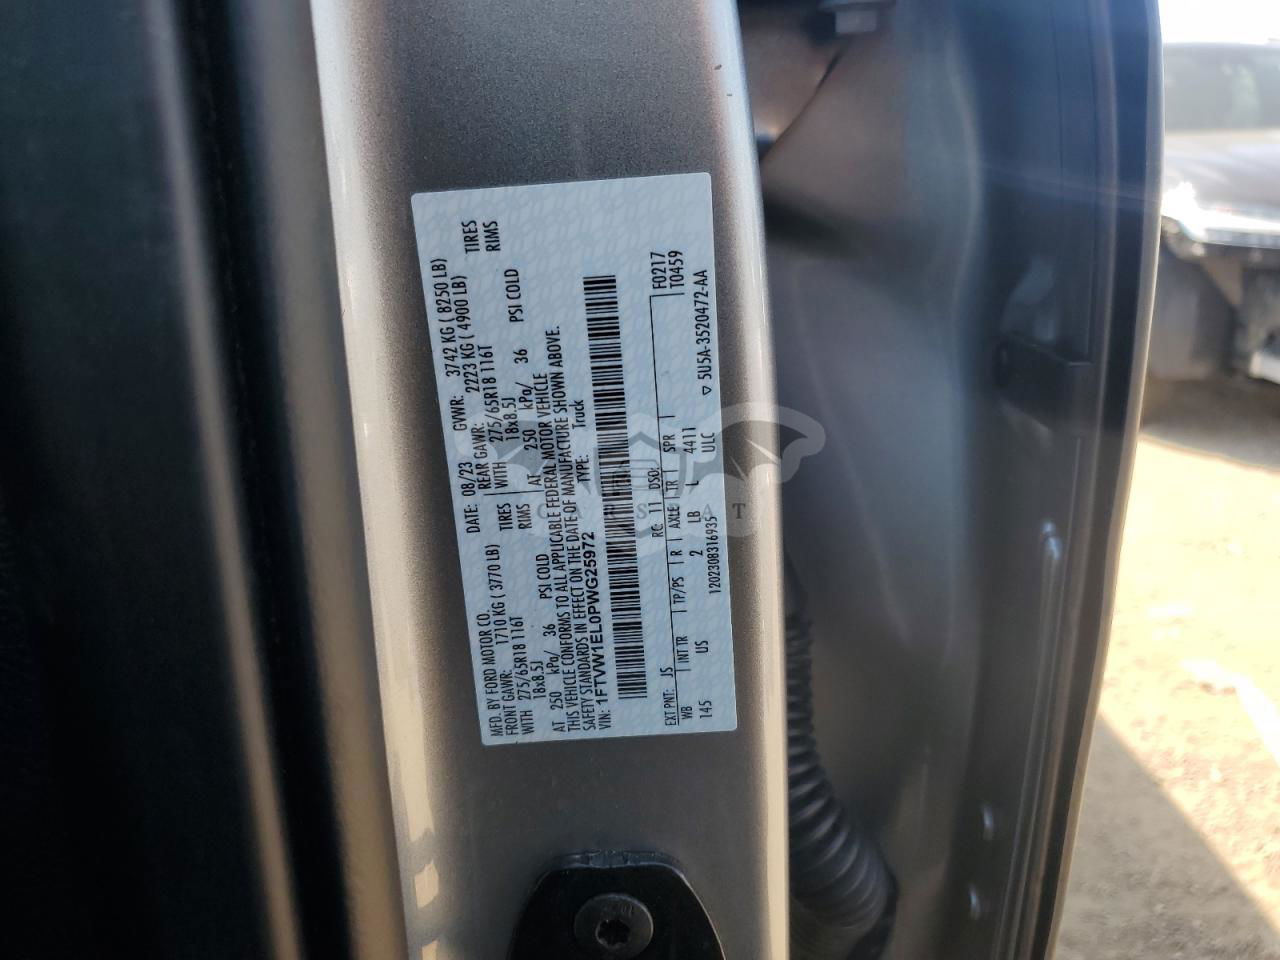 MFD. BY FORD MOTOR CO.
DATE: 08/23 GVWR: 3742 KG ( 8250 LB)
FRONT GAWR: 1710 KG ( 3770 LB)
REAR GAWR: 2223 KG ( 4900 LB)
WITH 275/65R18 116T TIRES
WITH 275/65R18 116T TIRES
18x8.5J RIMS
18x8.5J RIMS
AT 250 kPa/ 36 PSI COLD
AT 250 kPa/ 36 PSI COLD
THIS VEHICLE CONFORMS TO ALL APPLICABLE FEDERAL MOTOR VEHICLE
SAFETY STANDARDS IN EFFECT ON THE DATE OF MANUFACTURE SHOWN ABOVE.
VIN: 1FTVW1EL0PWG25972
TYPE: Truck
EXT PNT: JS RC: 11 DSO: F0217
WB INT TR TP/PS R AXLE TR SPR T0459
145 US 2 LB L 4411
1202308316935 ULC ▽ 5U5A-3520472-AA
CARSTAT
10